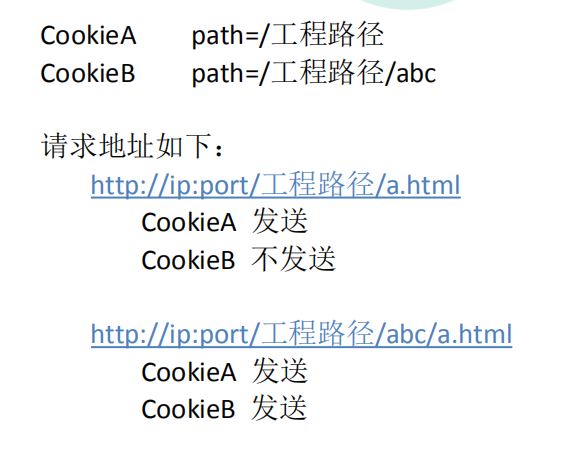 CookieA path=/工程路径
CookieB path=/工程路径/abc
请求地址如下：
http://ip:port/工程路径/a.html
CookieA 发送
CookieB 不发送
http://ip:port/工程路径/abc/a.html
CookieA 发送
CookieB 发送